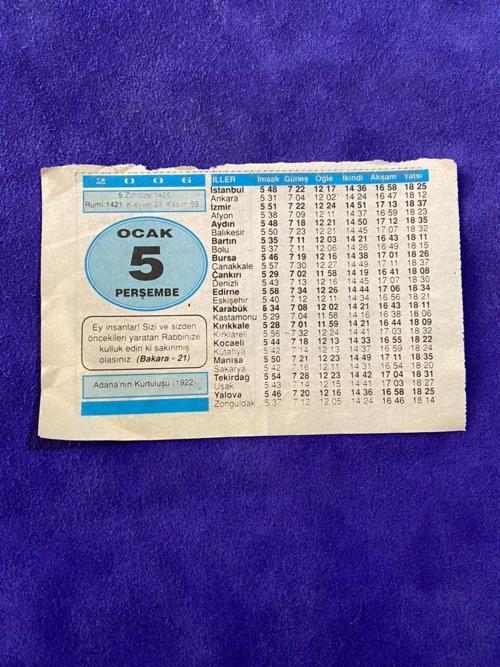 2 0 0 6
5 Zilhicce 1426
Rumi:1421 K.evvel:23 Kasım:59
OCAK
5
PERŞEMBE
Ey insanlar! Sizi ve sizden
öncekileri yaratan Rabbinize
kulluk edin ki sakınmış
olasınız. (Bakara - 21)
Adana'nın Kurtuluşu (1922)
İLLER İmsak Güneş Öğle İkindi Akşam Yatsı
İstanbul 5 48 7 22 12 17 14 36 16 58 18 25
Ankara 5 31 7 04 12 02 14 24 16 47 18 12
İzmir 5 51 7 22 12 24 14 51 17 13 18 37
Afyon 5 38 7 09 12 11 14 37 16 59 18 23
Aydın 5 48 7 18 12 21 14 50 17 12 18 35
Balıkesir 5 50 7 23 12 21 14 45 17 07 18 32
Bartın 5 35 7 11 12 03 14 21 16 43 18 11
Bolu 5 37 7 11 12 06 14 26 16 49 18 15
Bursa 5 46 7 19 12 16 14 38 17 01 18 26
Çanakkale 5 57 7 30 12 27 14 49 17 11 18 37
Çankırı 5 29 7 02 11 58 14 19 16 41 18 08
Denizli 5 43 7 13 12 16 14 45 17 07 18 30
Edirne 5 58 7 34 12 26 14 44 17 06 18 34
Eskişehir 5 40 7 12 12 11 14 34 16 56 18 21
Karabük 5 34 7 08 12 02 14 21 16 43 18 11
Kastamonu 5 29 7 04 11 58 14 16 16 38 18 06
Kırıkkale 5 28 7 01 11 59 14 21 16 44 18 09
Kırklareli 5 56 7 32 12 24 14 41 17 03 18 32
Kocaeli 5 44 7 18 12 13 14 33 16 55 18 22
Kütahya 5 42 7 14 12 13 14 37 16 59 18 24
Manisa 5 50 7 21 12 23 14 49 17 11 18 35
Sakarya 5 42 7 16 12 11 14 31 16 54 18 20
Tekirdağ 5 54 7 28 12 23 14 42 17 04 18 31
Uşak 5 43 7 14 12 15 14 41 17 03 18 27
Yalova 5 46 7 20 12 16 14 36 16 58 18 25
Zonguldak 5 37 7 12 12 05 14 24 16 46 18 14